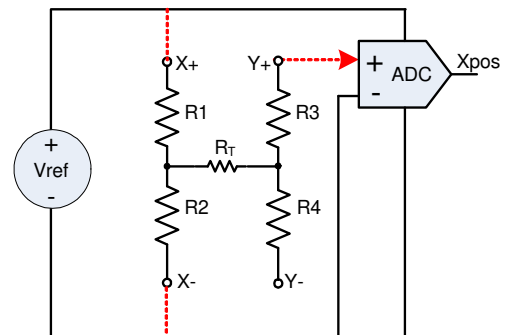 X+
Y+
+
-
ADC
Xpos
R1
R3
+
Vref
-
RT
R2
R4
X-
Y-